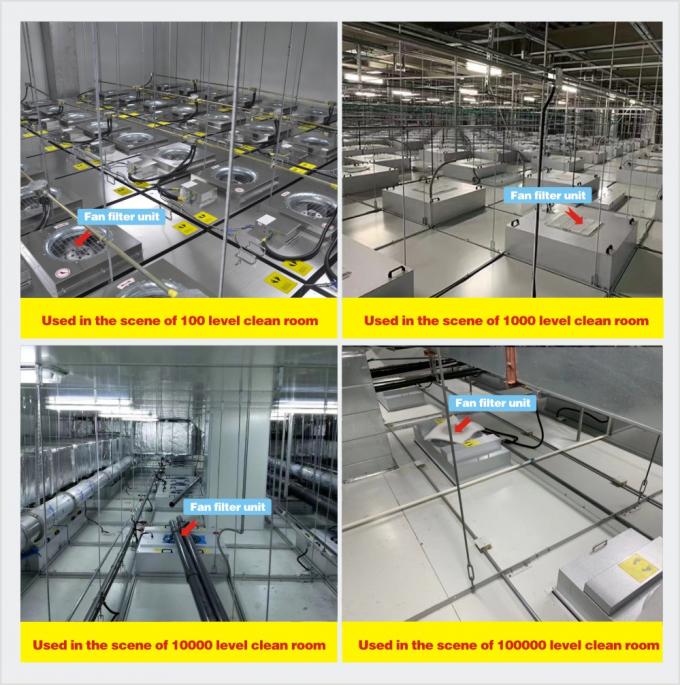 Fan filter unit
Fan filter unit
Used in the scene of 100 level clean room
Used in the scene of 1000 level clean room
Fan filter unit
Fan filter unit
Used in the scene of 10000 level clean room
Used in the scene of 100000 level clean room